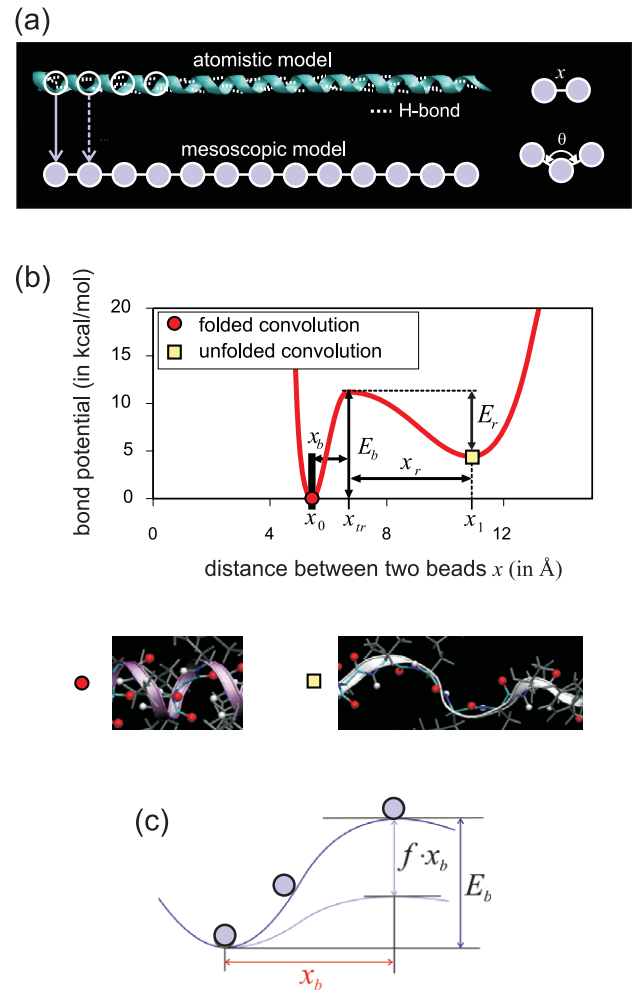 (a)
atomistic model
H-bond
...
mesoscopic model
x
θ
(b)
bond potential (in kcal/mol)
20
15
10
5
0
folded convolution
unfolded convolution
x_b
E_b
E_r
x_r
x_0
x_tr
x_1
0
4
8
12
distance between two beads x (in Å)
(c)
f·x_b
E_b
x_b